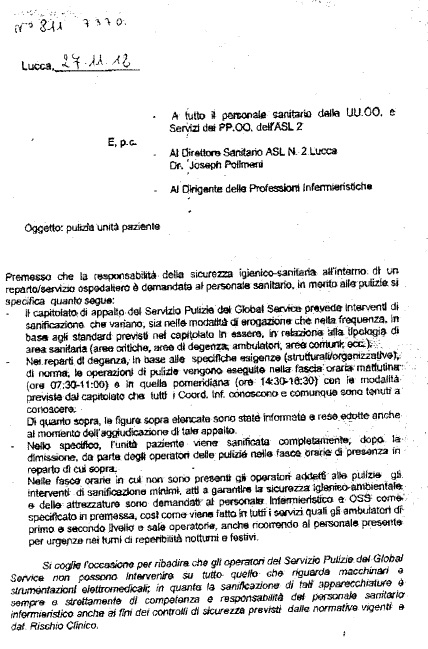 N° 811 7370
Lucca, 27.11.12
- A tutto il personale sanitario delle UU.OO. e
Servizi dei PP.OO. dell'ASL 2
E, p.c.
- Al Direttore Sanitario ASL N. 2 Lucca
Dr. Joseph Polimeni
- Al Dirigente delle Professioni Infermieristiche
Oggetto: pulizia unità paziente
Premesso che la responsabilità della sicurezza igienico-sanitaria all'interno di un
reparto/servizio ospedaliero è demandata al personale sanitario, in merito alle pulizie si
specifica quanto segue:
- il capitolato di appalto del Servizio Pulizie del Global Service prevede interventi di
sanificazione che variano, sia nelle modalità di erogazione che nella frequenza, in
base agli standard previsti nel capitolato in essere, in relazione alla tipologia di
area sanitaria (aree critiche, area di degenza, ambulatori, aree comuni, ecc.);
- Nei reparti di degenza, in base alle specifiche esigenze (strutturali/organizzative),
di norma, le operazioni di pulizie vengono eseguite nella fascia oraria mattutina
(ore 07:30-11:00) e in quella pomeridiana (ore 14:30-16:30) con le modalità
previste dal capitolato che tutti i Coord. Inf. conoscono e comunque sono tenuti a
conoscere.
Di quanto sopra, le figure sopra elencate sono state informate e rese edotte anche
al momento dell'aggiudicazione di tale appalto.
- Nello specifico, l'unità paziente viene sanificata completamente, dopo la
dimissione, da parte degli operatori delle pulizie nelle fasce orarie di presenza in
reparto di cui sopra.
Nelle fasce orarie in cui non sono presenti gli operatori addetti alle pulizie gli
interventi di sanificazione minimi, atti a garantire la sicurezza igienico-ambientale
e delle attrezzature sono demandati al personale Infermieristico e OSS come
specificato in premessa, così come viene fatto in tutti i servizi quali gli ambulatori di
primo e secondo livello e sale operatorie, anche ricorrendo al personale presente
per urgenze nei turni di reperibilità notturni e festivi.
Si coglie l'occasione per ribadire che gli operatori del Servizio Pulizie del Global
Service non possono intervenire su tutto quello che riguarda macchinari e
strumentazioni elettromedicali; in quanto la sanificazione di tali apparecchiature è
sempre e strettamente di competenza e responsabilità del personale sanitario
infermieristico anche ai fini dei controlli di sicurezza previsti dalle normative vigenti e
dal Rischio Clinico.